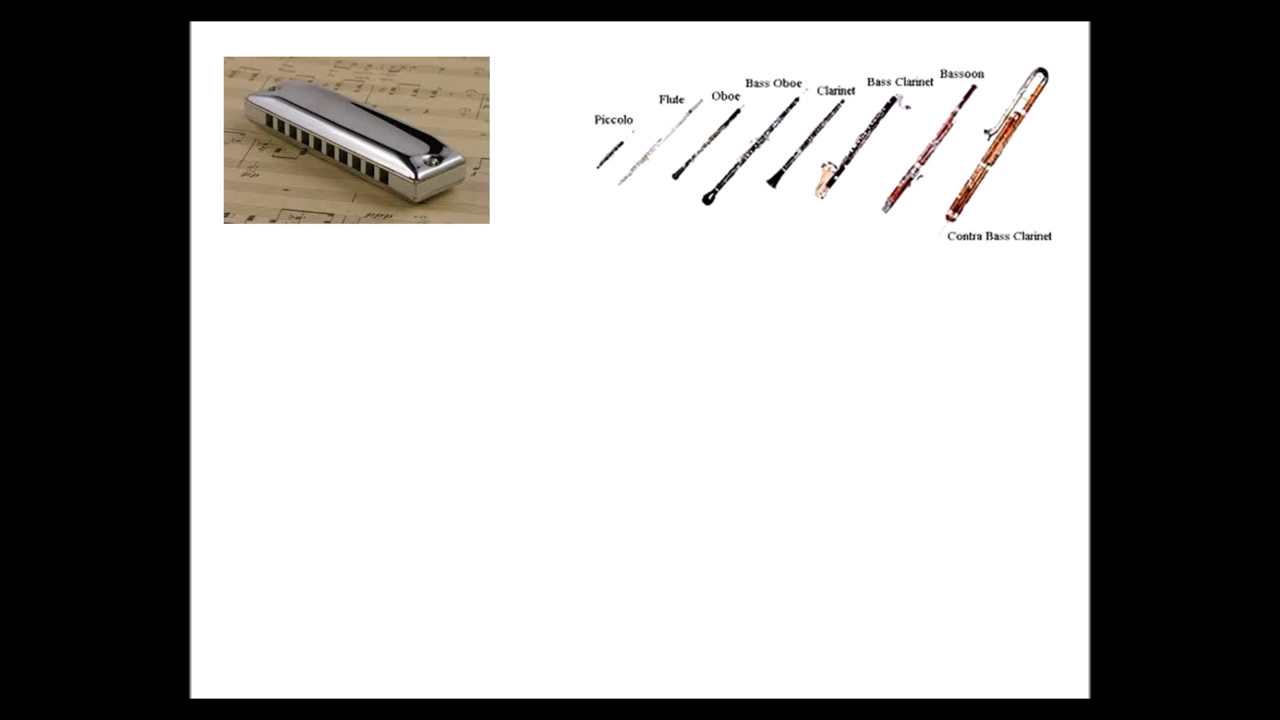 Piccolo
Flute
Oboe
Bass Oboe
Clarinet
Bass Clarinet
Bassoon
Contra Bass Clarinet